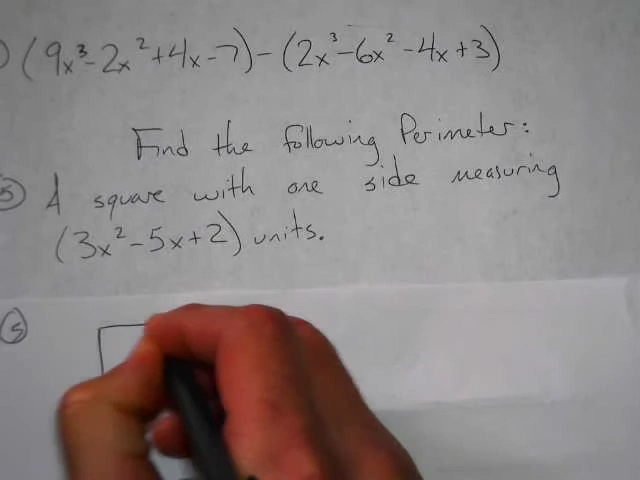 ) (9x³-2x²+4x-7)-(2x³-6x²-4x+3)
Find the following Perimeter:
⑤ A square with one side measuring
(3x²-5x+2) units.
⑤